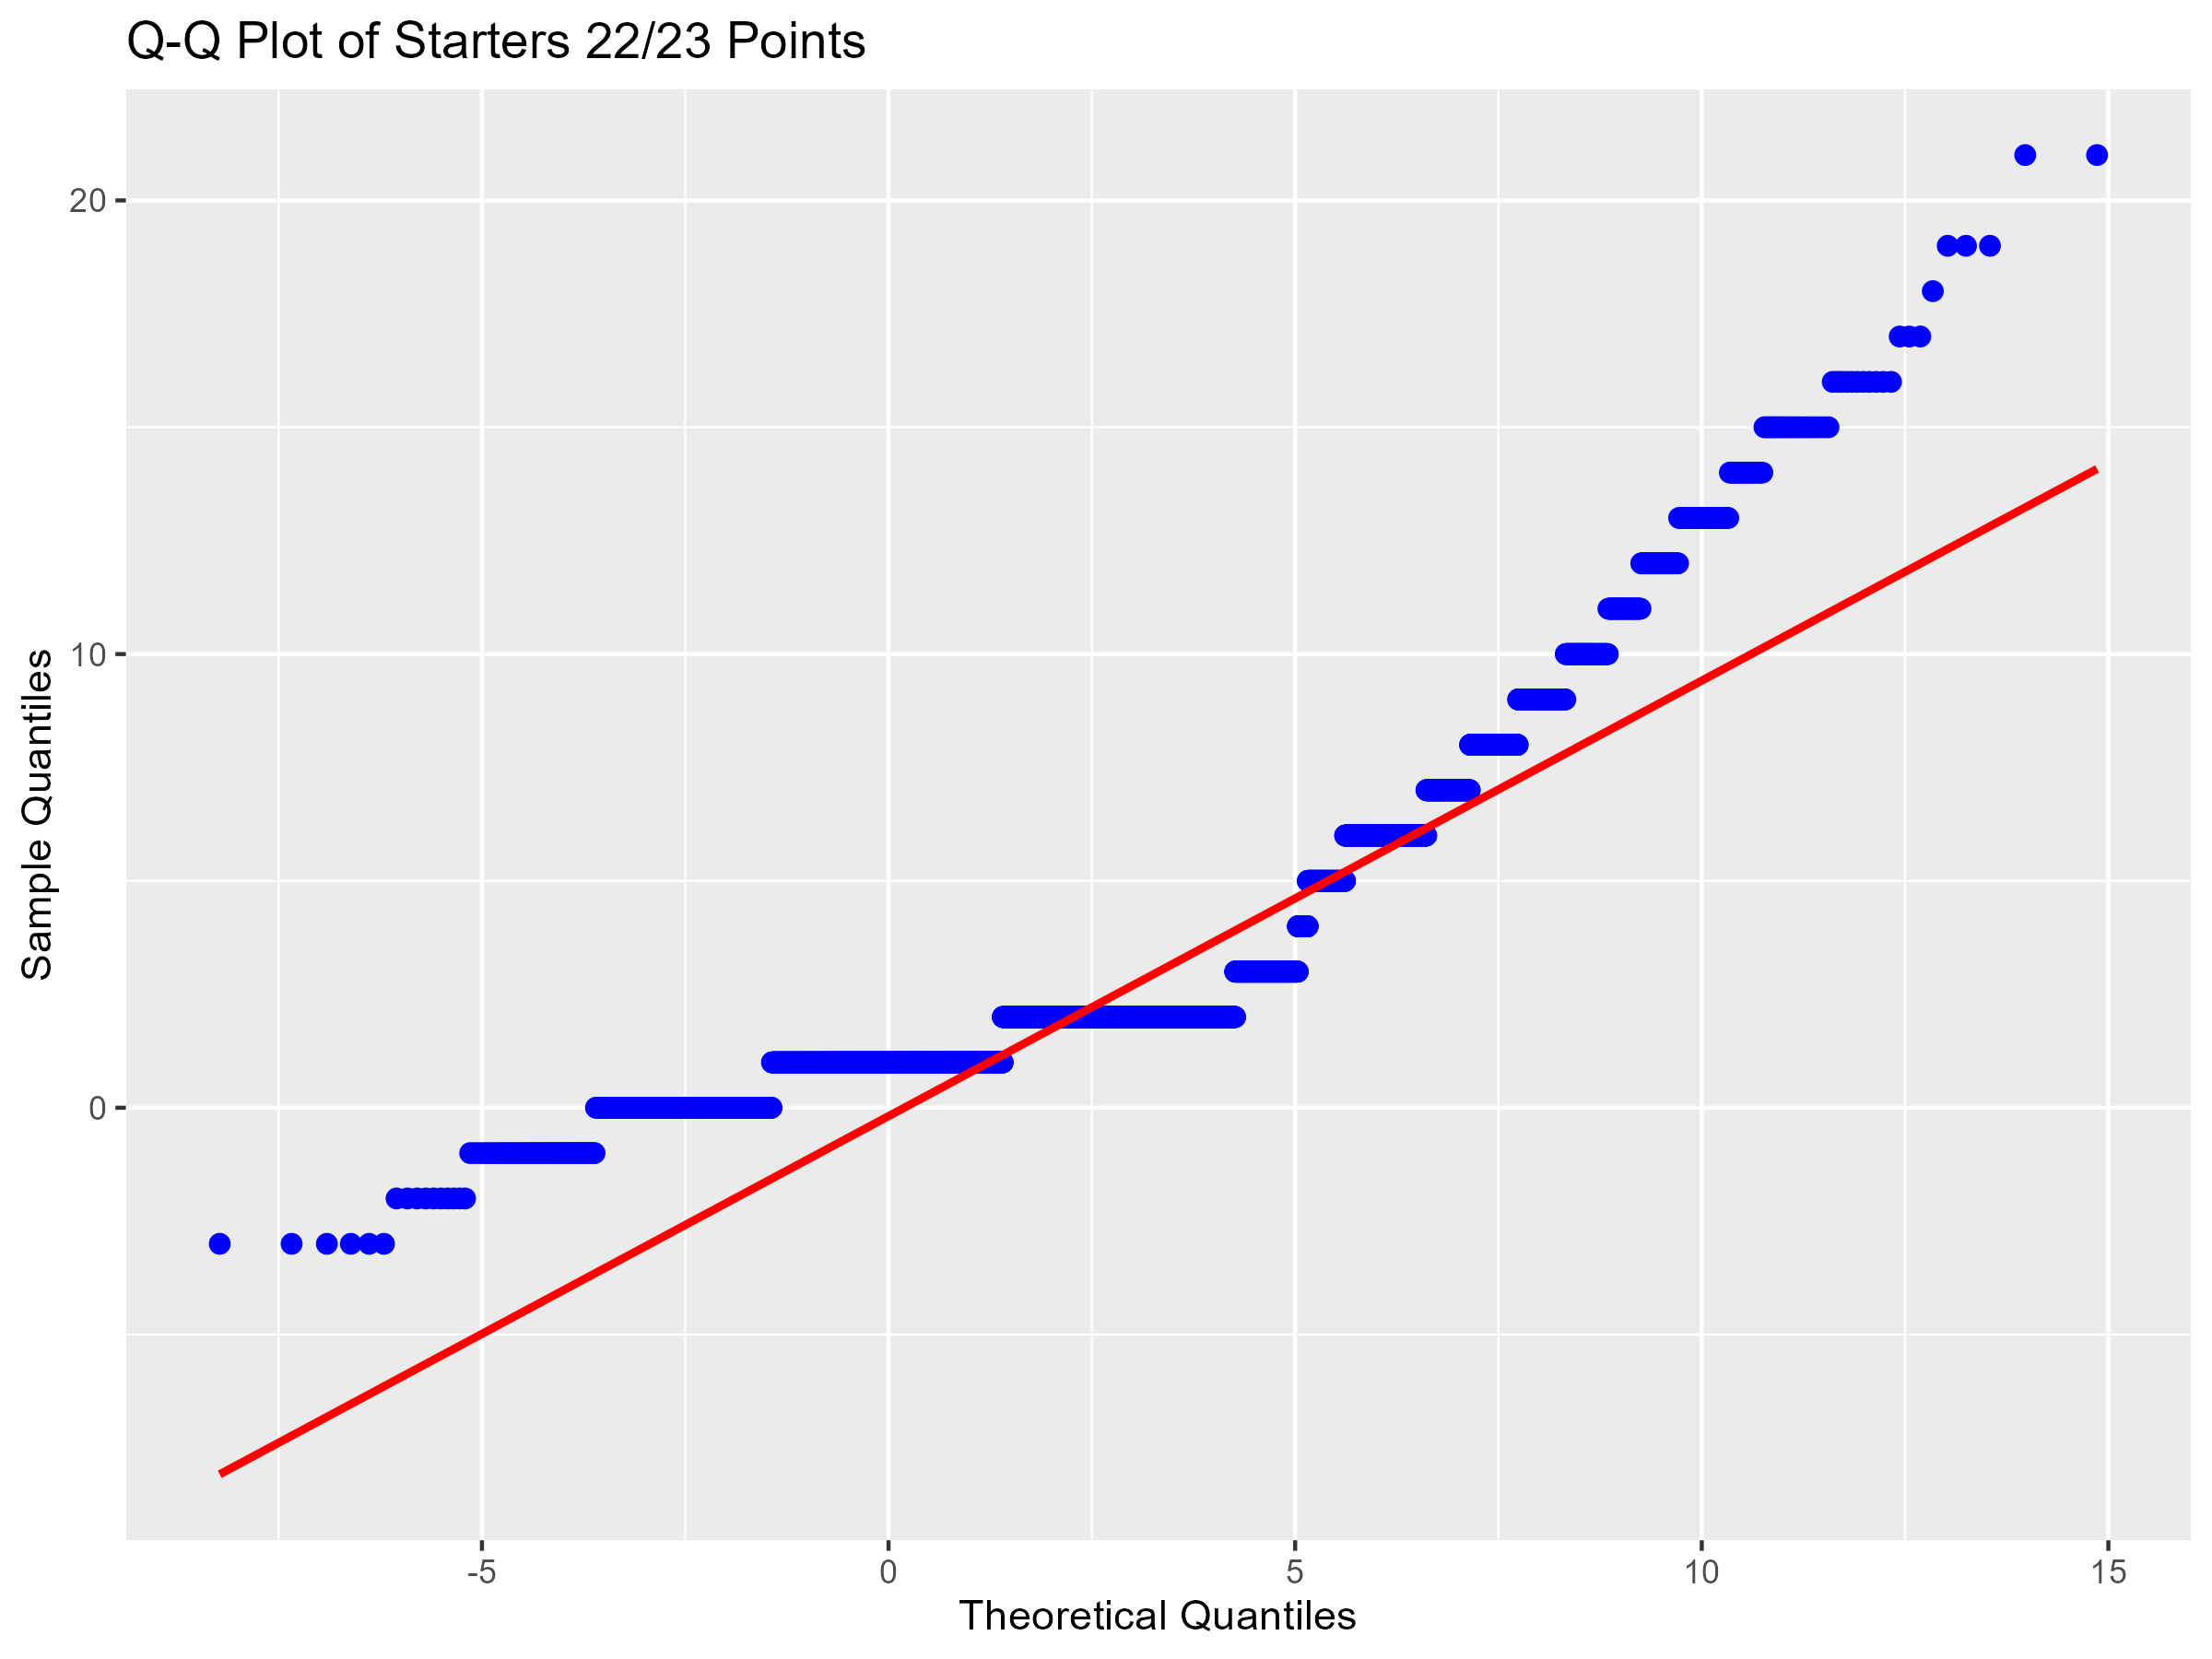 Q-Q Plot of Starters 22/23 Points
20
10
0
Sample Quantiles
-5 0 5 10 15
Theoretical Quantiles